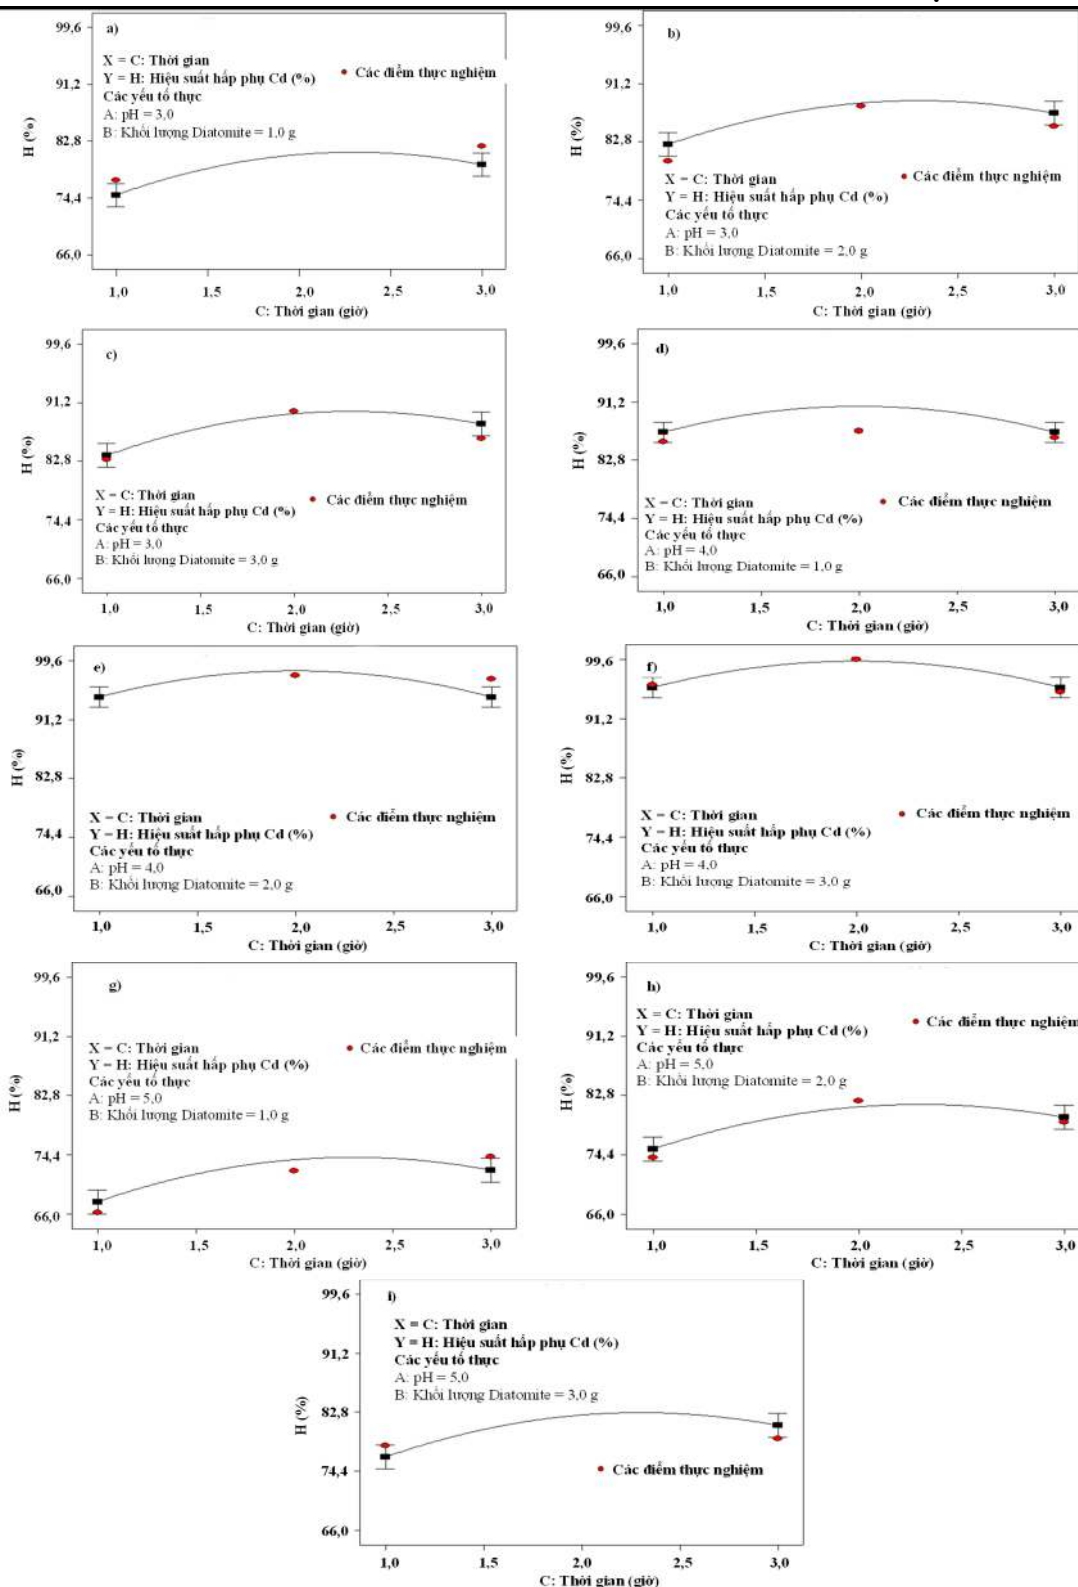 a)
99,6
91,2
82,8
74,4
66,0
H (%)
X = C: Thời gian
Y = H: Hiệu suất hấp phụ Cd (%)
Các yếu tố thực
A: pH = 3,0
B: Khối lượng Diatomite = 1,0 g
Các điểm thực nghiệm
1,0 1,5 2,0 2,5 3,0
C: Thời gian (giờ)
b)
99,6
91,2
82,8
74,4
66,0
H (%)
X = C: Thời gian
Y = H: Hiệu suất hấp phụ Cd (%)
Các yếu tố thực
A: pH = 3,0
B: Khối lượng Diatomite = 2,0 g
Các điểm thực nghiệm
1,0 1,5 2,0 2,5 3,0
C: Thời gian (giờ)
c)
99,6
91,2
82,8
74,4
66,0
H (%)
X = C: Thời gian
Y = H: Hiệu suất hấp phụ Cd (%)
Các yếu tố thực
A: pH = 3,0
B: Khối lượng Diatomite = 3,0 g
Các điểm thực nghiệm
1,0 1,5 2,0 2,5 3,0
C: Thời gian (giờ)
d)
99,6
91,2
82,8
74,4
66,0
H (%)
X = C: Thời gian
Y = H: Hiệu suất hấp phụ Cd (%)
Các yếu tố thực
A: pH = 4,0
B: Khối lượng Diatomite = 1,0 g
Các điểm thực nghiệm
1,0 1,5 2,0 2,5 3,0
C: Thời gian (giờ)
e)
99,6
91,2
82,8
74,4
66,0
H (%)
X = C: Thời gian
Y = H: Hiệu suất hấp phụ Cd (%)
Các yếu tố thực
A: pH = 4,0
B: Khối lượng Diatomite = 2,0 g
Các điểm thực nghiệm
1,0 1,5 2,0 2,5 3,0
C: Thời gian (giờ)
f)
99,6
91,2
82,8
74,4
66,0
H (%)
X = C: Thời gian
Y = H: Hiệu suất hấp phụ Cd (%)
Các yếu tố thực
A: pH = 4,0
B: Khối lượng Diatomite = 3,0 g
Các điểm thực nghiệm
1,0 1,5 2,0 2,5 3,0
C: Thời gian (giờ)
g)
99,6
91,2
82,8
74,4
66,0
H (%)
X = C: Thời gian
Y = H: Hiệu suất hấp phụ Cd (%)
Các yếu tố thực
A: pH = 5,0
B: Khối lượng Diatomite = 1,0 g
Các điểm thực nghiệm
1,0 1,5 2,0 2,5 3,0
C: Thời gian (giờ)
h)
99,6
91,2
82,8
74,4
66,0
H (%)
X = C: Thời gian
Y = H: Hiệu suất hấp phụ Cd (%)
Các yếu tố thực
A: pH = 5,0
B: Khối lượng Diatomite = 2,0 g
Các điểm thực nghiệm
1,0 1,5 2,0 2,5 3,0
C: Thời gian (giờ)
i)
99,6
91,2
82,8
74,4
66,0
H (%)
X = C: Thời gian
Y = H: Hiệu suất hấp phụ Cd (%)
Các yếu tố thực
A: pH = 5,0
B: Khối lượng Diatomite = 3,0 g
Các điểm thực nghiệm
1,0 1,5 2,0 2,5 3,0
C: Thời gian (giờ)